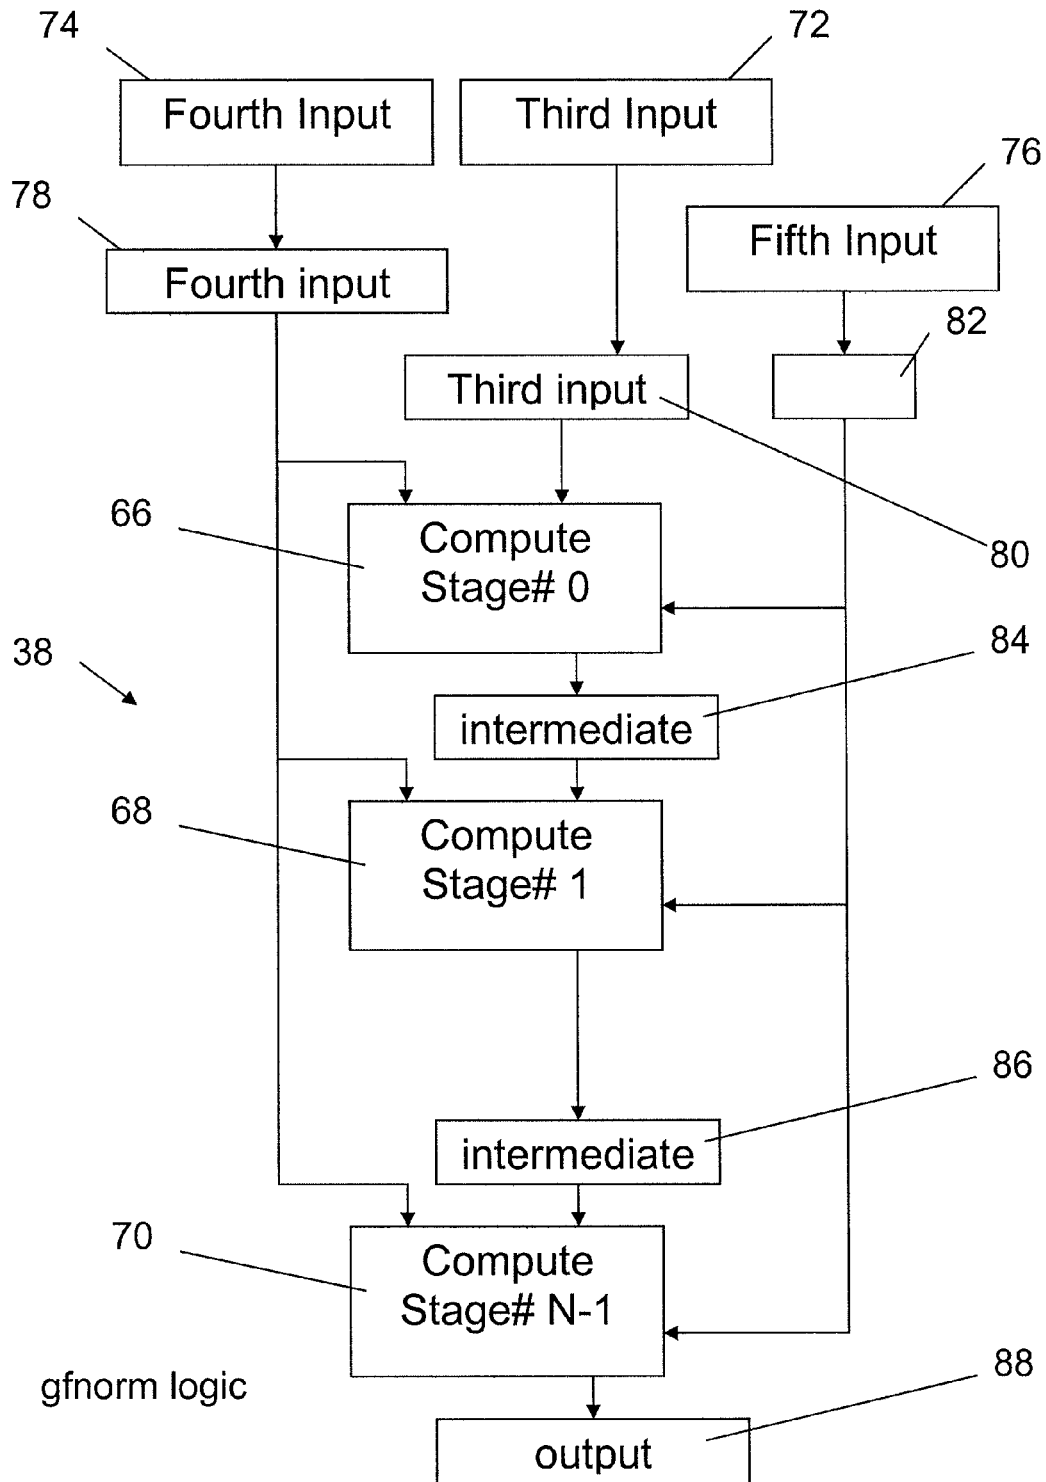 74
72
Fourth Input
Third Input
76
78
Fifth Input
Fourth input
82
Third input
66
Compute
Stage# 0
80
38
84
intermediate
68
Compute
Stage# 1
86
intermediate
70
Compute
Stage# N-1
88
gfnorm logic
output